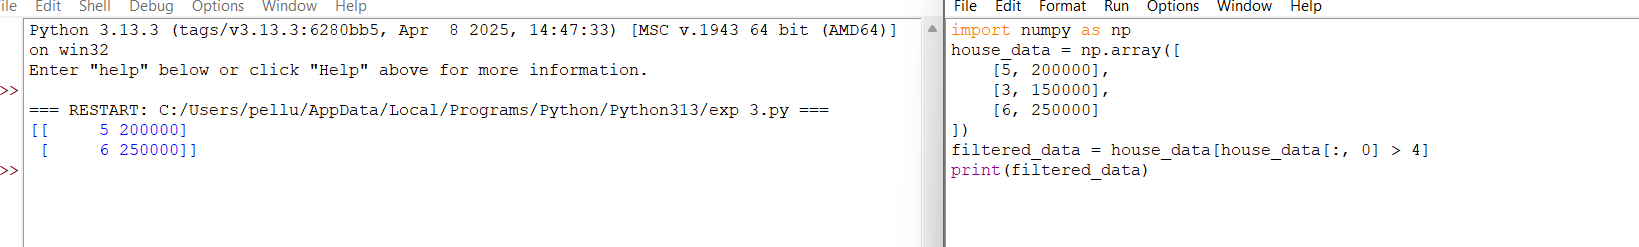 ile Edit Shell Debug Options Window Help
Python 3.13.3 (tags/v3.13.3:6280bb5, Apr  8 2025, 14:47:33) [MSC v.1943 64 bit (AMD64)]
on win32
Enter "help" below or click "Help" above for more information.
>>
=== RESTART: C:/Users/pellu/AppData/Local/Programs/Python/Python313/exp 3.py ===
[[     5 200000]
 [     6 250000]]
>>
File Edit Format Run Options Window Help
import numpy as np
house_data = np.array([
    [5, 200000],
    [3, 150000],
    [6, 250000]
])
filtered_data = house_data[house_data[:, 0] > 4]
print(filtered_data)